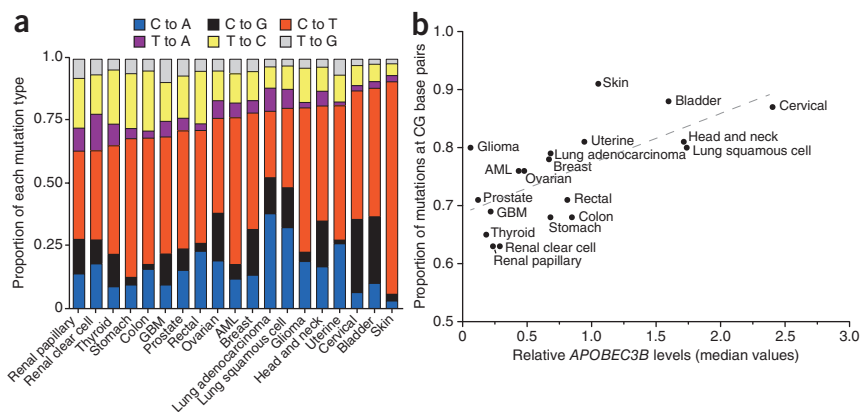 a
C to A C to G C to T
T to A T to C T to G
Proportion of each mutation type
1.0
0.75
0.50
0.25
0
Renal papillary
Renal clear cell
Thyroid
Stomach
Colon
GBM
Prostate
Rectal
Ovarian
AML
Breast
Lung adenocarcinoma
Lung squamous cell
Glioma
Head and neck
Uterine
Cervical
Bladder
Skin
b
Proportion of mutations at CG base pairs
1.0
0.9
0.8
0.7
0.6
0.5
Skin
Bladder
Cervical
Glioma
Uterine
Head and neck
Lung adenocarcinoma
Lung squamous cell
Breast
AML
Ovarian
Prostate
Rectal
GBM
Colon
Stomach
Thyroid
Renal clear cell
Renal papillary
0 0.5 1.0 1.5 2.0 2.5 3.0
Relative APOBEC3B levels (median values)